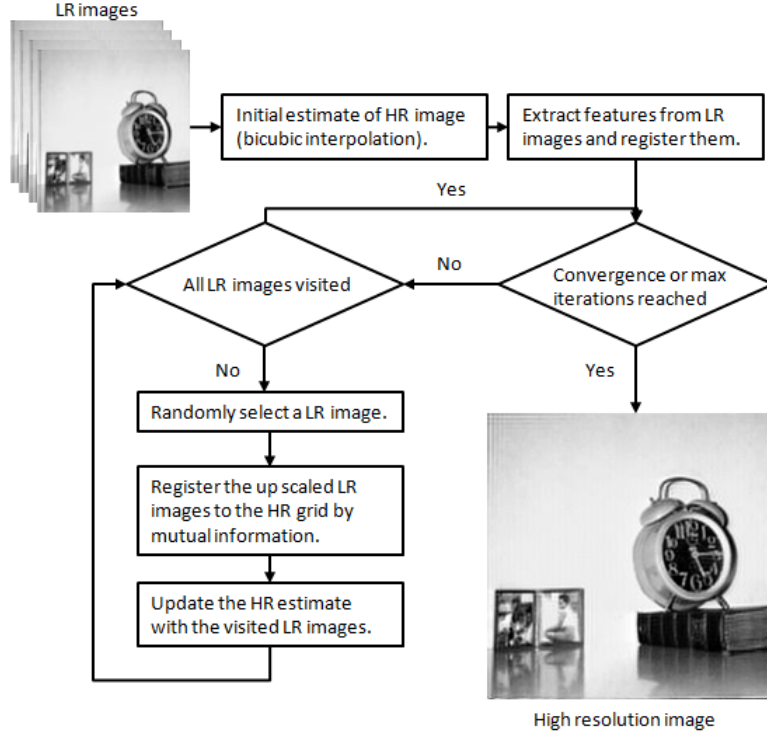 LR images
Initial estimate of HR image
(bicubic interpolation).
Extract features from LR
images and register them.
Yes
All LR images visited
No
Convergence or max
iterations reached
No
Yes
Randomly select a LR image.
Register the up scaled LR
images to the HR grid by
mutual information.
Update the HR estimate
with the visited LR images.
High resolution image